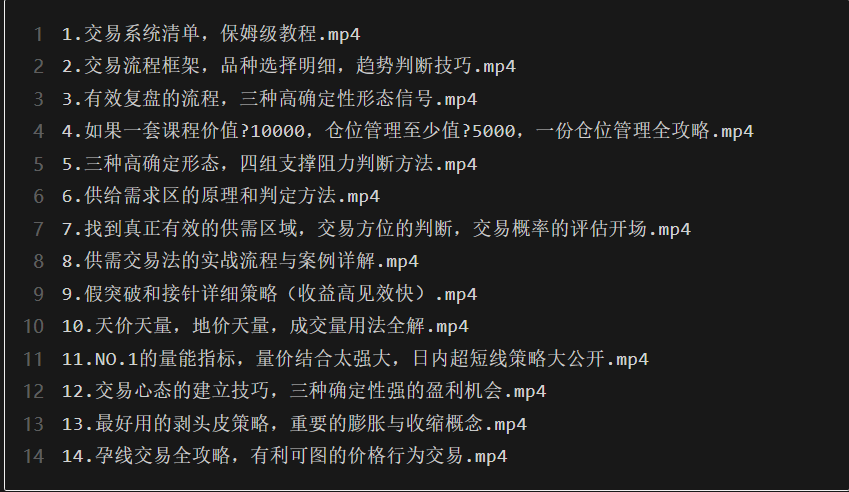 1 1.交易系统清单，保姆级教程.mp4
2 2.交易流程框架，品种选择明细，趋势判断技巧.mp4
3 3.有效复盘的流程，三种高确定性形态信号.mp4
4 4.如果一套课程价值?10000，仓位管理至少值?5000，一份仓位管理全攻略.mp4
5 5.三种高确定形态，四组支撑阻力判断方法.mp4
6 6.供给需求区的原理和判定方法.mp4
7 7.找到真正有效的供需区域，交易方位的判断，交易概率的评估开场.mp4
8 8.供需交易法的实战流程与案例详解.mp4
9 9.假突破和接针详细策略（收益高见效快）.mp4
10 10.天价天量，地价天量，成交量用法全解.mp4
11 11.NO.1的量能指标，量价结合太强大，日内超短线策略大公开.mp4
12 12.交易心态的建立技巧，三种确定性强的盈利机会.mp4
13 13.最好用的剥头皮策略，重要的膨胀与收缩概念.mp4
14 14.孕线交易全攻略，有利可图的价格行为交易.mp4